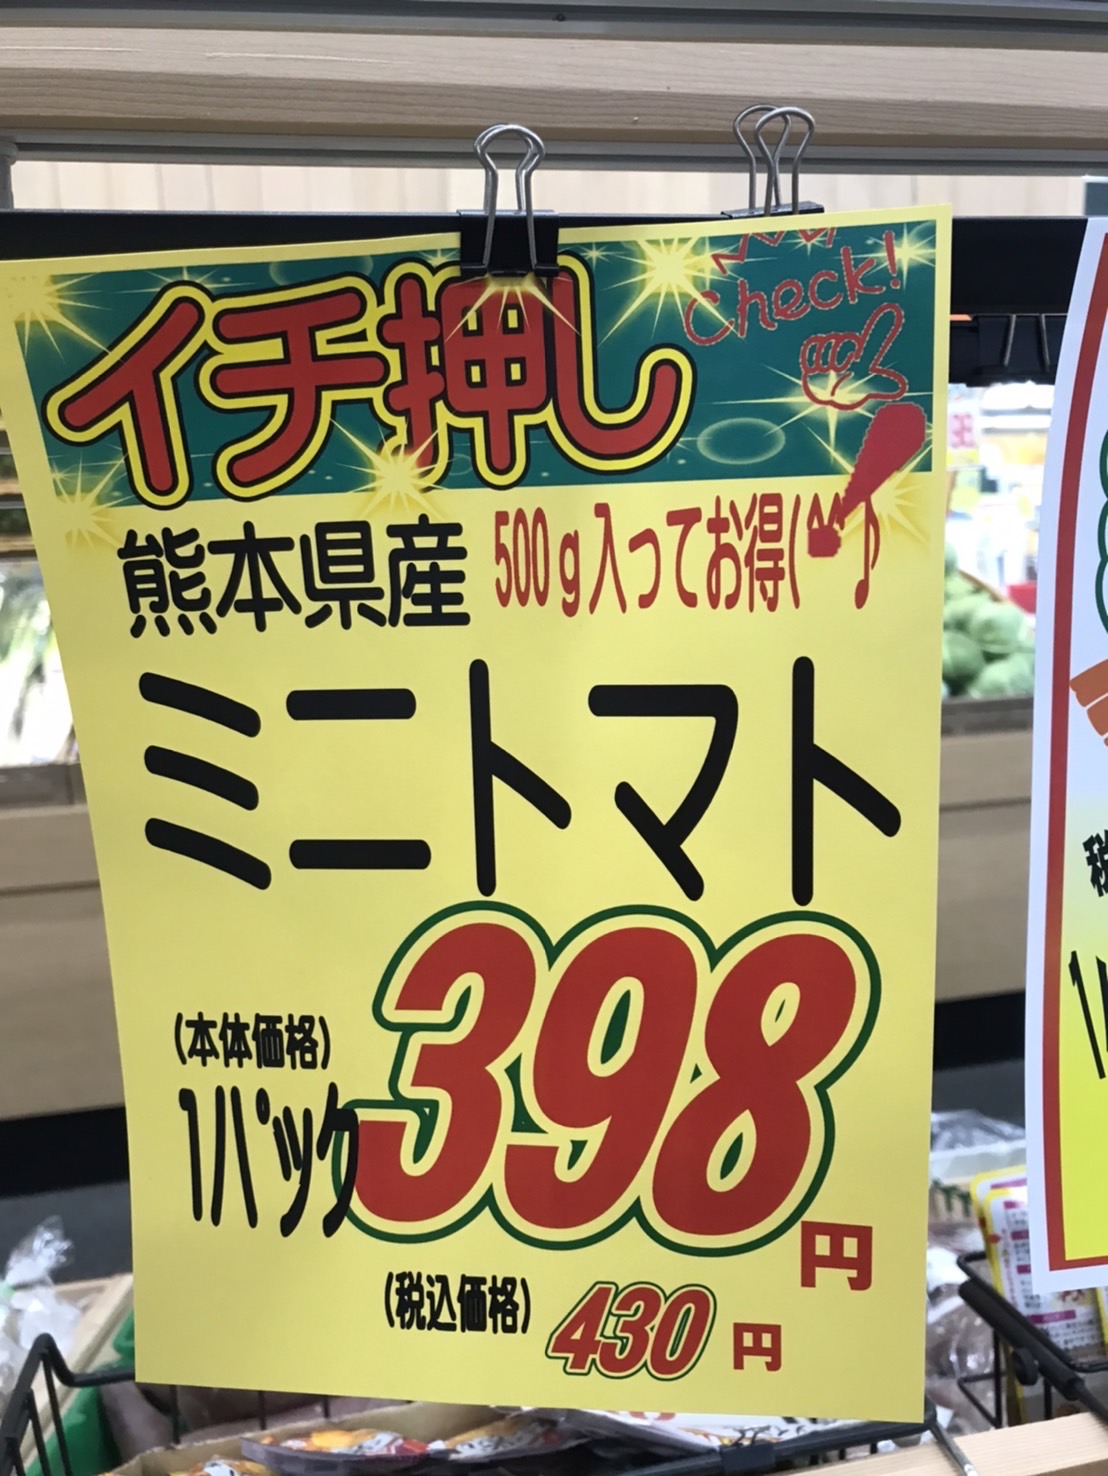 イチ押し
Check!
熊本県産
500g入ってお得(^^♪
ミニトマト
(本体価格)
1パック
398
円
(税込価格)
430
円